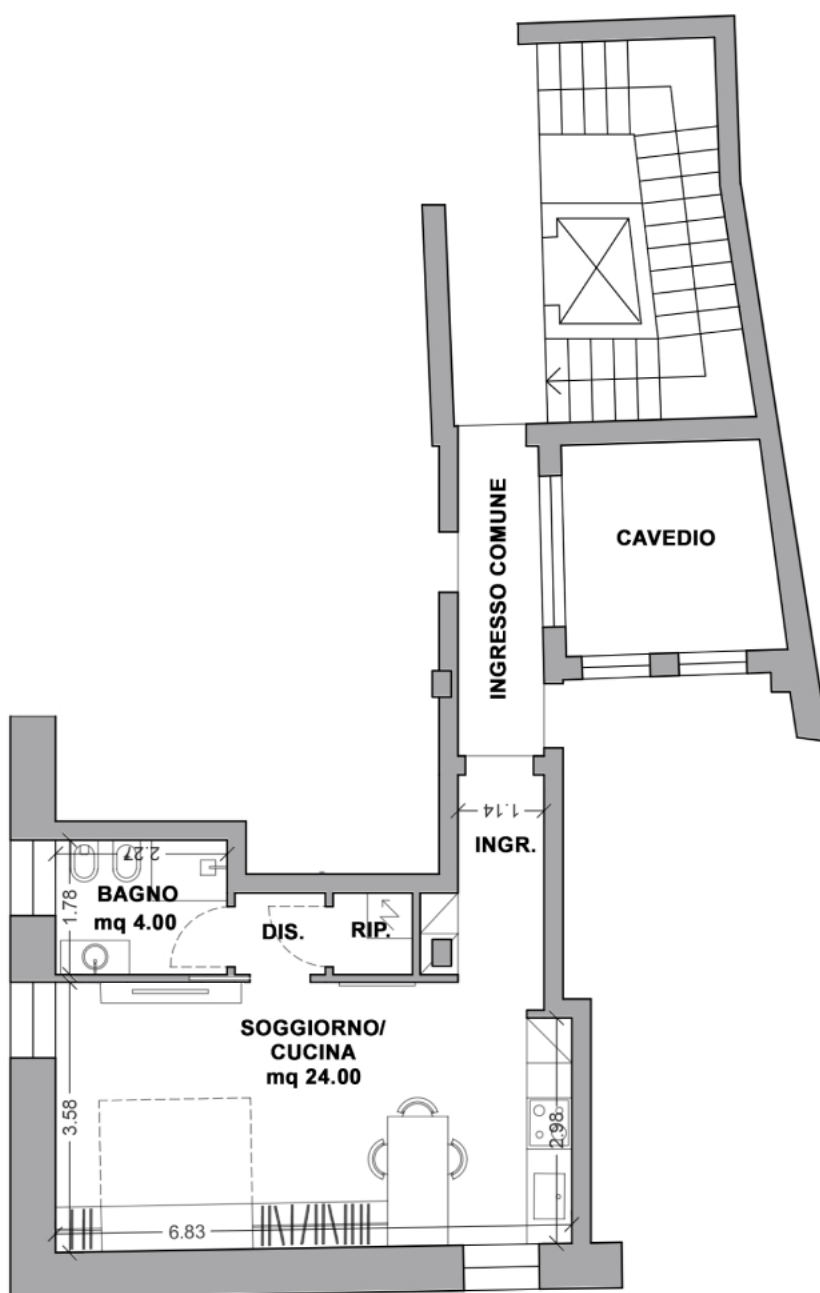 CAVEDIO
INGRESSO COMUNE
1.14
INGR.
2.27
BAGNO
mq 4.00
1.78
DIS.
RIP.
SOGGIORNO/
CUCINA
mq 24.00
3.58
2.98
6.83